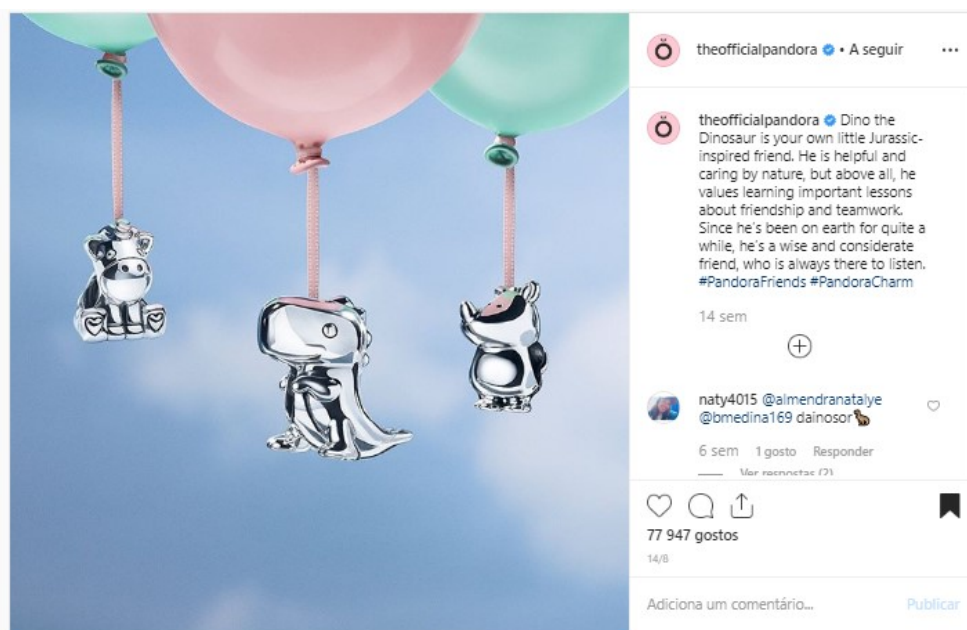 theofficialpandora • A seguir
theofficialpandora Dino the
Dinosaur is your own little Jurassic-
inspired friend. He is helpful and
caring by nature, but above all, he
values learning important lessons
about friendship and teamwork.
Since he's been on earth for quite a
while, he's a wise and considerate
friend, who is always there to listen.
#PandoraFriends #PandoraCharm
14 sem
naty4015 @almendranatalye
@bmedina169 dainosor🦕
6 sem 1 gosto Responder
Ver respostas (2)
77 947 gostos
14/8
Adiciona um comentário... Publicar